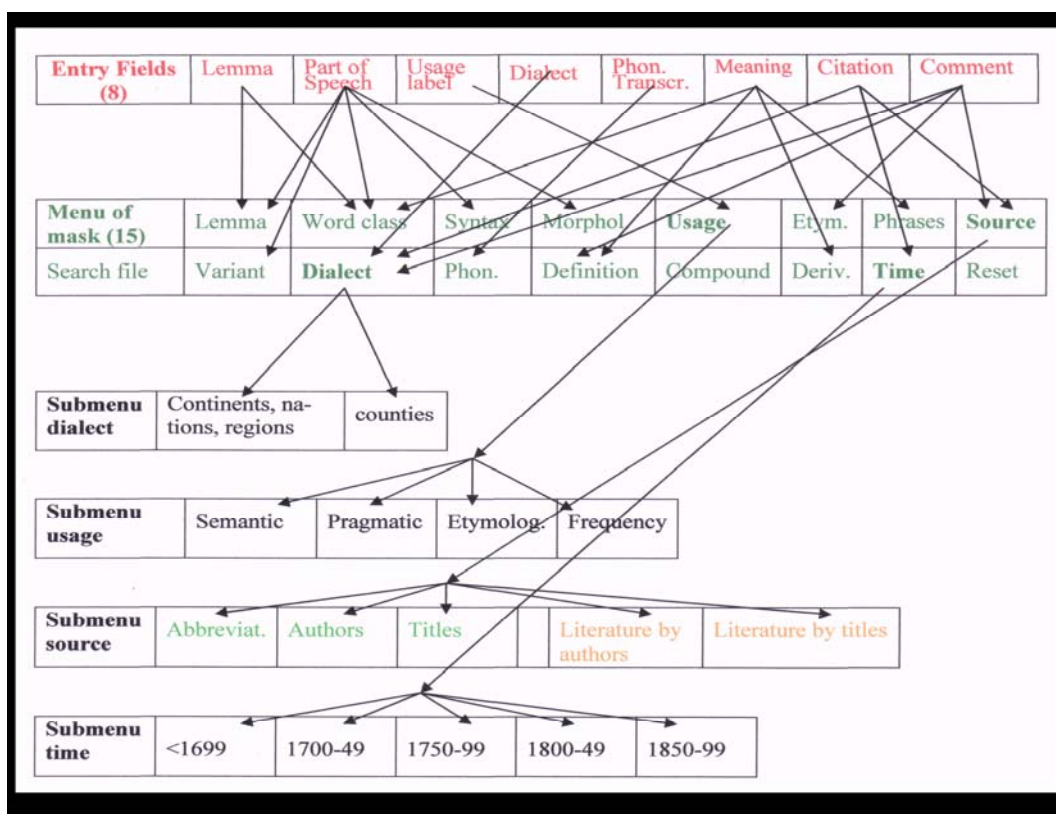 Entry Fields (8) Lemma Part of Speech Usage label Dialect Phon. Transcr. Meaning Citation Comment
Menu of mask (15) Lemma Word class Syntax Morphol. Usage Etym. Phrases Source
Search file Variant Dialect Phon. Definition Compound Deriv. Time Reset
Submenu dialect Continents, na-
tions, regions counties
Submenu usage Semantic Pragmatic Etymolog. Frequency
Submenu source Abbreviat. Authors Titles Literature by authors Literature by titles
Submenu time <1699 1700-49 1750-99 1800-49 1850-99